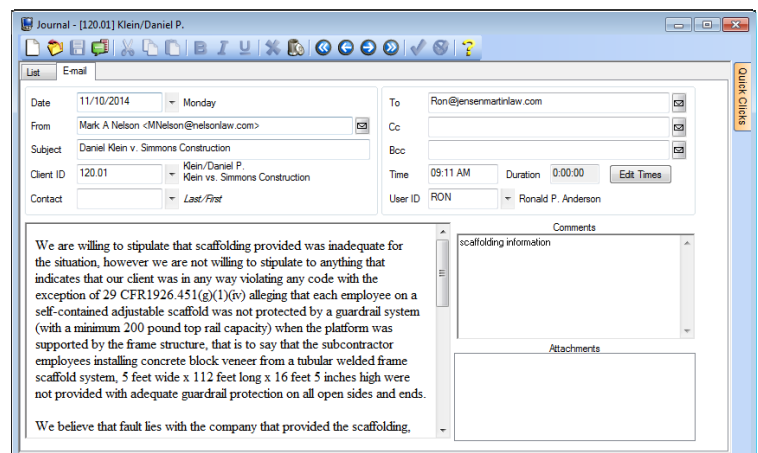 Journal - [120.01] Klein/Daniel P.
B I U
List E-mail
Date 11/10/2014 Monday
From Mark A Nelson <MNelson@nelsonlaw.com>
Subject Daniel Klein v. Simmons Construction
Client ID 120.01 Klein/Daniel P.
Klein vs. Simmons Construction
Contact Last/First
To Ron@jensenmartinlaw.com
Cc
Bcc
Time 09:11 AM Duration 0:00:00 Edit Times
User ID RON Ronald P. Anderson
We are willing to stipulate that scaffolding provided was inadequate for
the situation, however we are not willing to stipulate to anything that
indicates that our client was in any way violating any code with the
exception of 29 CFR1926.451(g)(1)(iv) alleging that each employee on a
self-contained adjustable scaffold was not protected by a guardrail system
(with a minimum 200 pound top rail capacity) when the platform was
supported by the frame structure, that is to say that the subcontractor
employees installing concrete block veneer from a tubular welded frame
scaffold system, 5 feet wide x 112 feet long x 16 feet 5 inches high were
not provided with adequate guardrail protection on all open sides and ends.
We believe that fault lies with the company that provided the scaffolding,
Comments
scaffolding information
Attachments
Quick Clicks